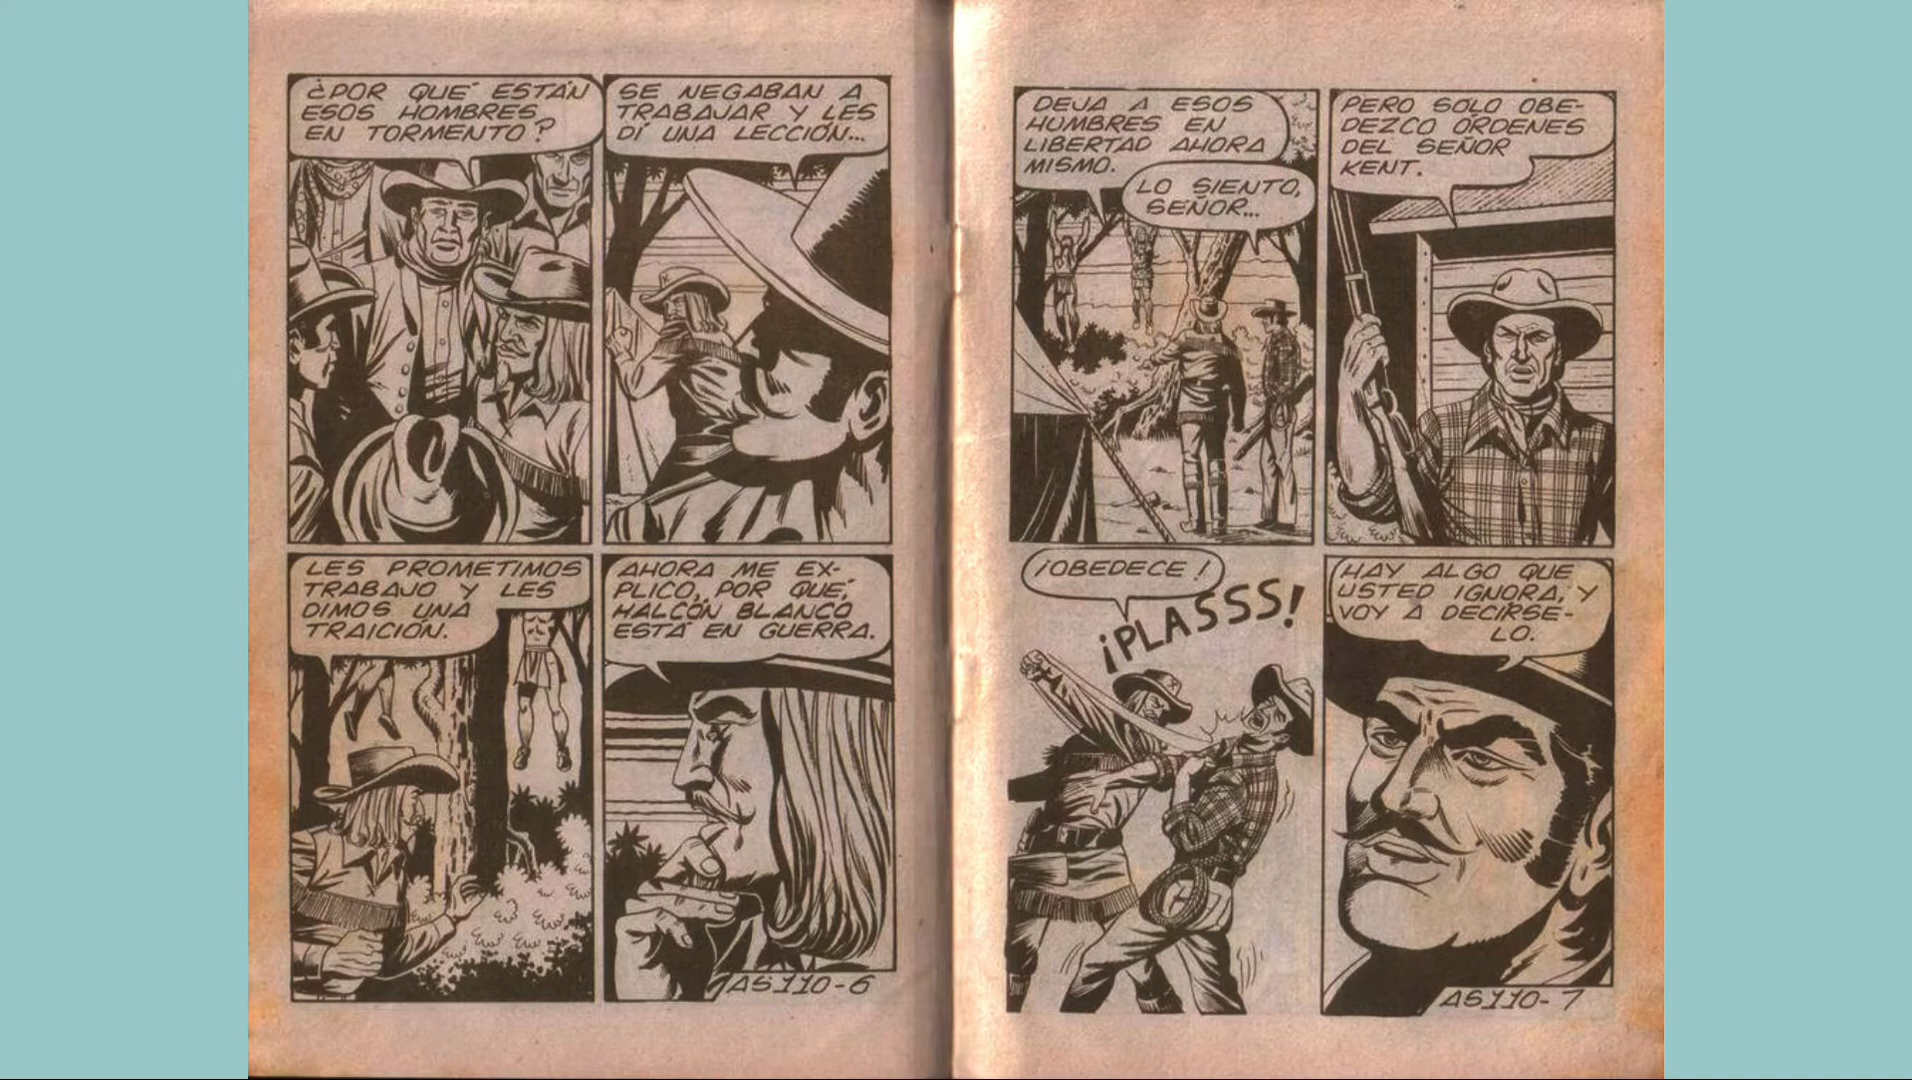 ¿POR QUÉ ESTÁN
ESOS HOMBRES
EN TORMENTO?
SE NEGABAN A
TRABAJAR Y LES
DÍ UNA LECCIÓN...
LES PROMETIMOS
TRABAJO Y LES
DIMOS UNA
TRAICIÓN.
AHORA ME EX-
PLICO, POR QUÉ,
HALCÓN BLANCO
ESTÁ EN GUERRA.
AS110-6
DEJA A ESOS
HOMBRES EN
LIBERTAD AHORA
MISMO.
LO SIENTO,
SEÑOR...
PERO SOLO OBE-
DEZCO ÓRDENES
DEL SEÑOR
KENT.
¡OBEDECE!
¡PLASSS!
HAY ALGO QUE
USTED IGNORA, Y
VOY A DECIRSE-
LO.
AS110-7